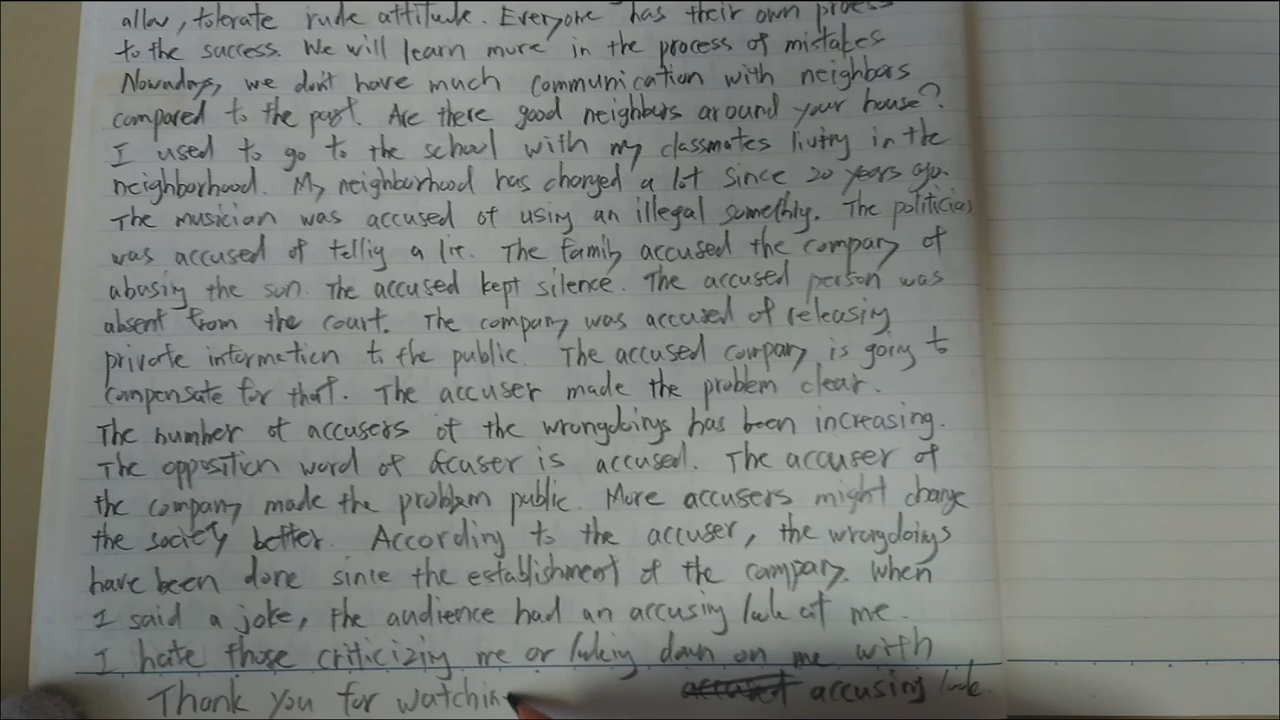 allow, tolerate rude attitude. Everyone has their own process
to the success. We will learn more in the process of mistakes
Nowadays, we don't have much communication with neighbors
compared to the past. Are there good neighbors around your house?
I used to go to the school with my classmates living in the
neighborhood. My neighborhood has changed a lot since 20 years ago.
The musician was accused of using an illegal something. The politician
was accused of telling a lie. The family accused the company of
abusing the son. The accused kept silence. The accused person was
absent from the court. The company was accused of releasing
private information to the public. The accused company is going to
compensate for that. The accuser made the problem clear.
The number of accusers of the wrongdoings has been increasing.
The opposition word of accuser is accused. The accuser of
the company made the problem public. More accusers might change
the society better. According to the accuser, the wrongdoings
have been done since the establishment of the company. When
I said a joke, the audience had an accusing look at me.
I hate those criticizing me or looking down on me with
accusing look.
Thank you for watchin